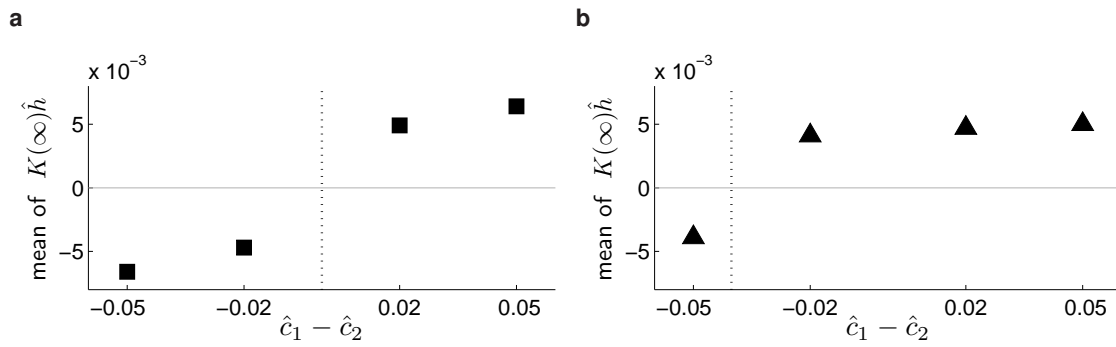 a
x 10⁻³
mean of K(∞)ĥ
5
0
−5
−0.05 −0.02 0.02 0.05
ĉ₁ − ĉ₂
b
x 10⁻³
mean of K(∞)ĥ
5
0
−5
−0.05 −0.02 0.02 0.05
ĉ₁ − ĉ₂